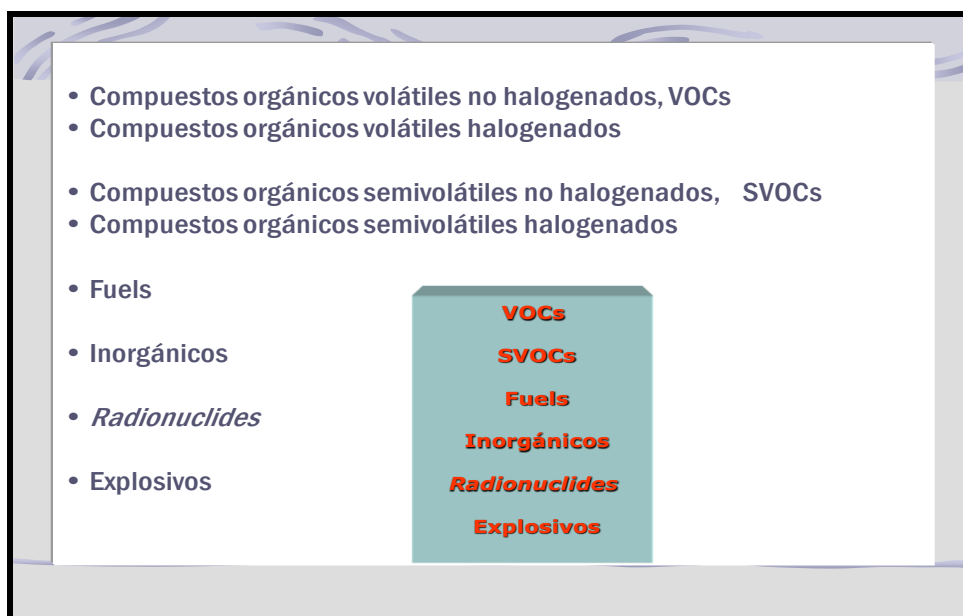 • Compuestos orgánicos volátiles no halogenados, VOCs
• Compuestos orgánicos volátiles halogenados
• Compuestos orgánicos semivolátiles no halogenados, SVOCs
• Compuestos orgánicos semivolátiles halogenados
• Fuels
• Inorgánicos
• Radionuclides
• Explosivos
VOCs
SVOCs
Fuels
Inorgánicos
Radionuclides
Explosivos